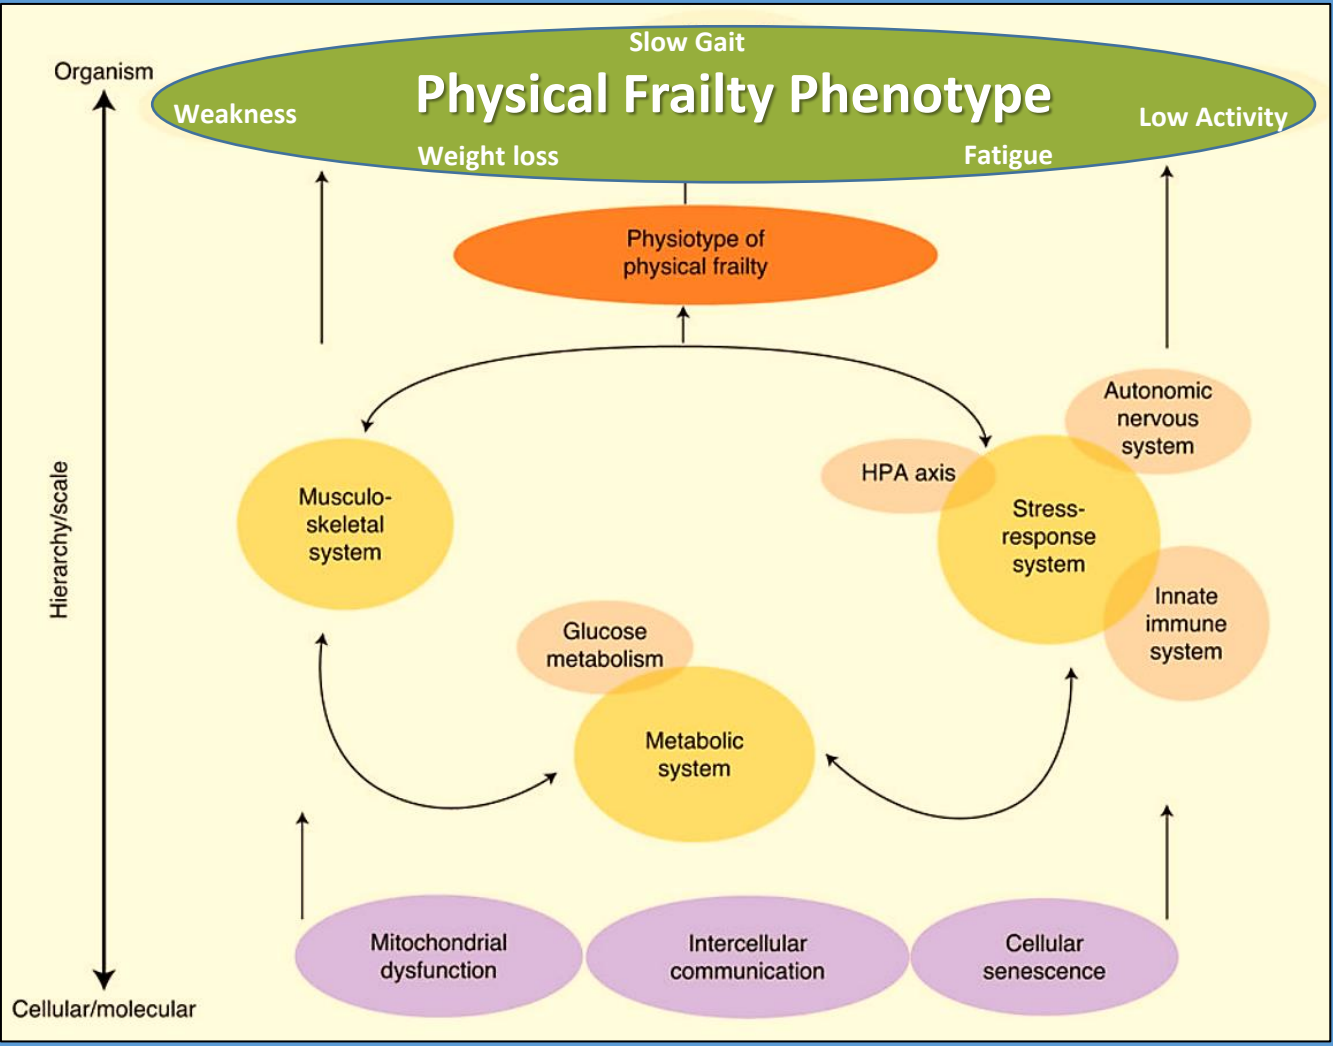 Slow Gait
Organism
Physical Frailty Phenotype
Weakness
Low Activity
Weight loss
Fatigue
Physiotype of
physical frailty
Autonomic
nervous
system
HPA axis
Musculo-
skeletal
system
Stress-
response
system
Hierarchy/scale
Innate
immune
system
Glucose
metabolism
Metabolic
system
Mitochondrial
dysfunction
Intercellular
communication
Cellular
senescence
Cellular/molecular